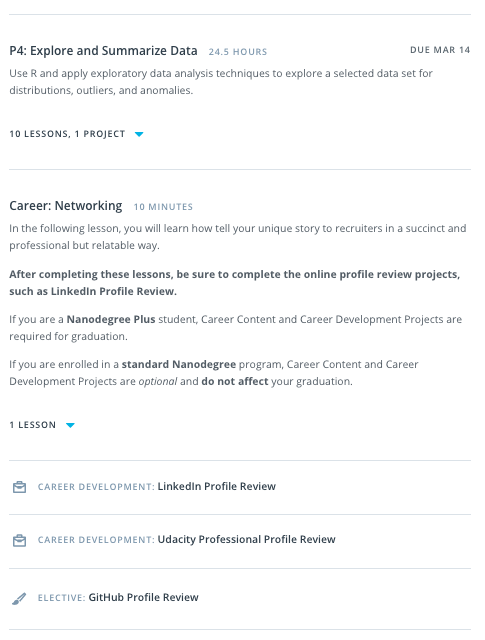 P4: Explore and Summarize Data 24.5 HOURS DUE MAR 14
Use R and apply exploratory data analysis techniques to explore a selected data set for
distributions, outliers, and anomalies.
10 LESSONS, 1 PROJECT
Career: Networking 10 MINUTES
In the following lesson, you will learn how tell your unique story to recruiters in a succinct and
professional but relatable way.
After completing these lessons, be sure to complete the online profile review projects,
such as LinkedIn Profile Review.
If you are a Nanodegree Plus student, Career Content and Career Development Projects are
required for graduation.
If you are enrolled in a standard Nanodegree program, Career Content and Career
Development Projects are optional and do not affect your graduation.
1 LESSON
CAREER DEVELOPMENT: LinkedIn Profile Review
CAREER DEVELOPMENT: Udacity Professional Profile Review
ELECTIVE: GitHub Profile Review